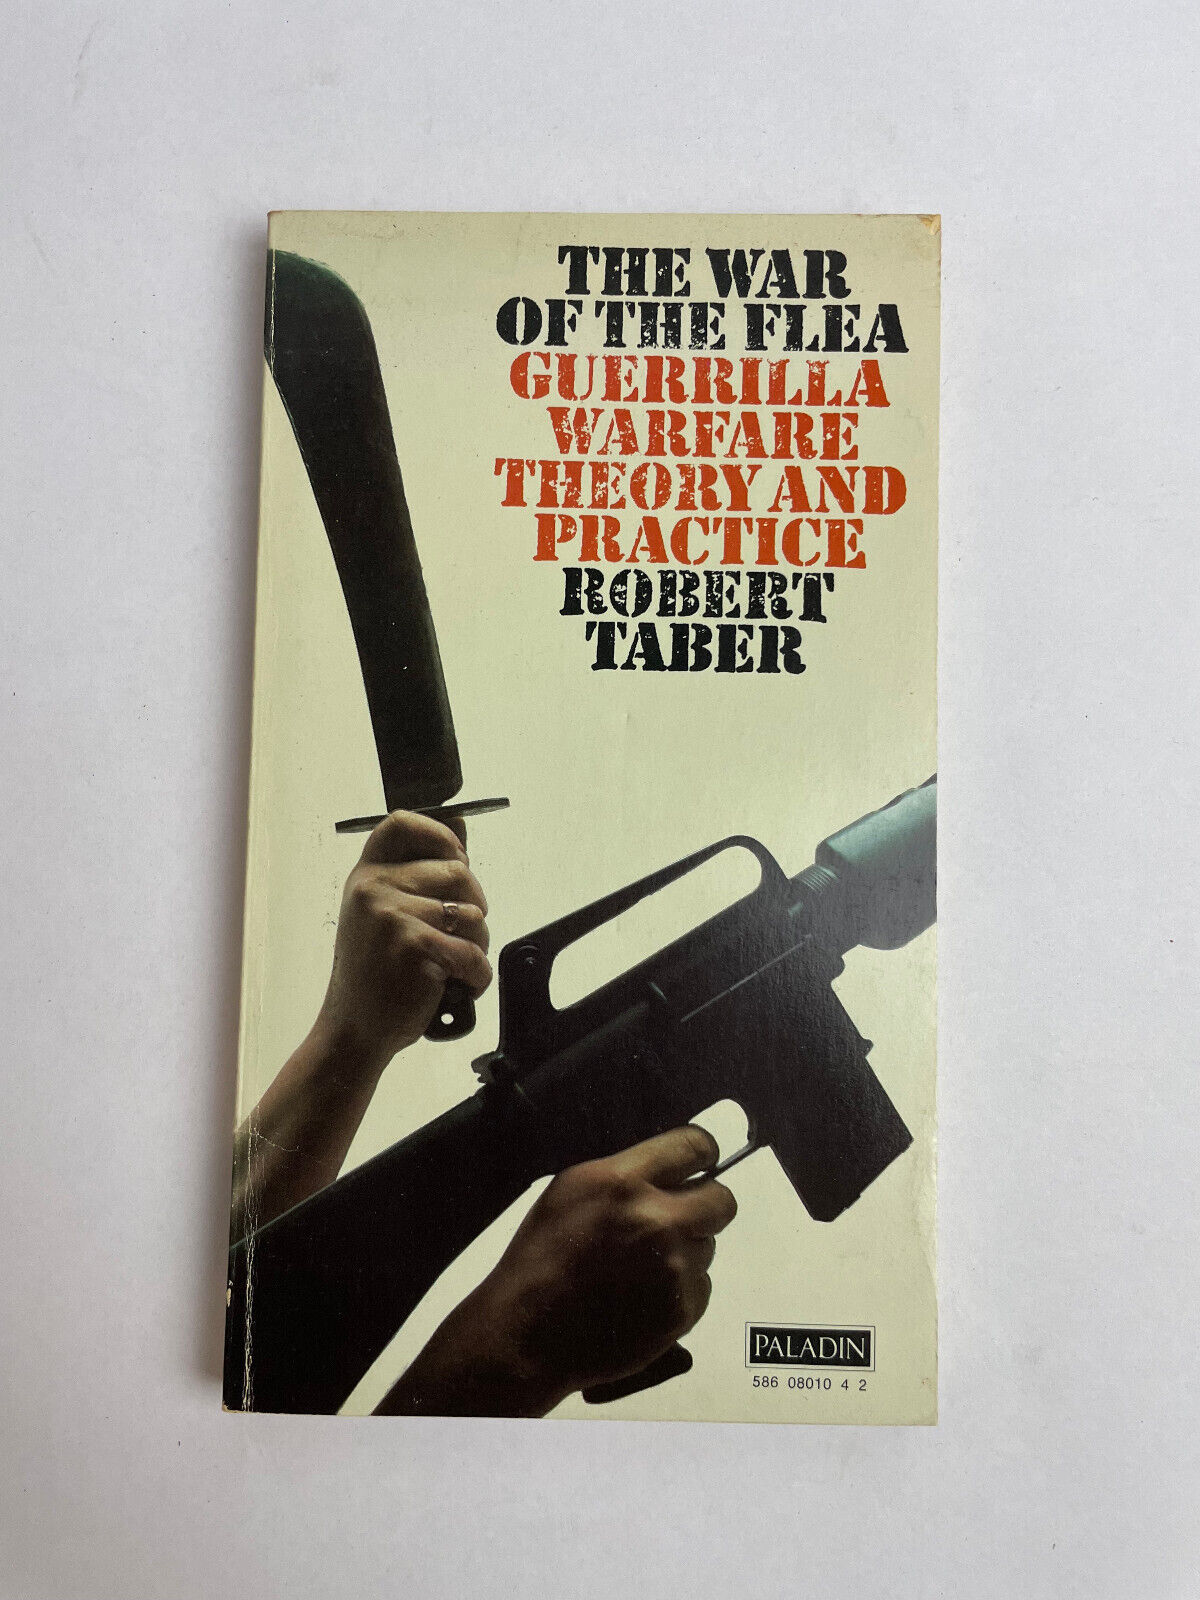 THE WAR
OF THE FLEA
GUERRILLA
WARFARE
THEORY AND
PRACTICE
ROBERT
TABER
PALADIN
586 08010 4 2